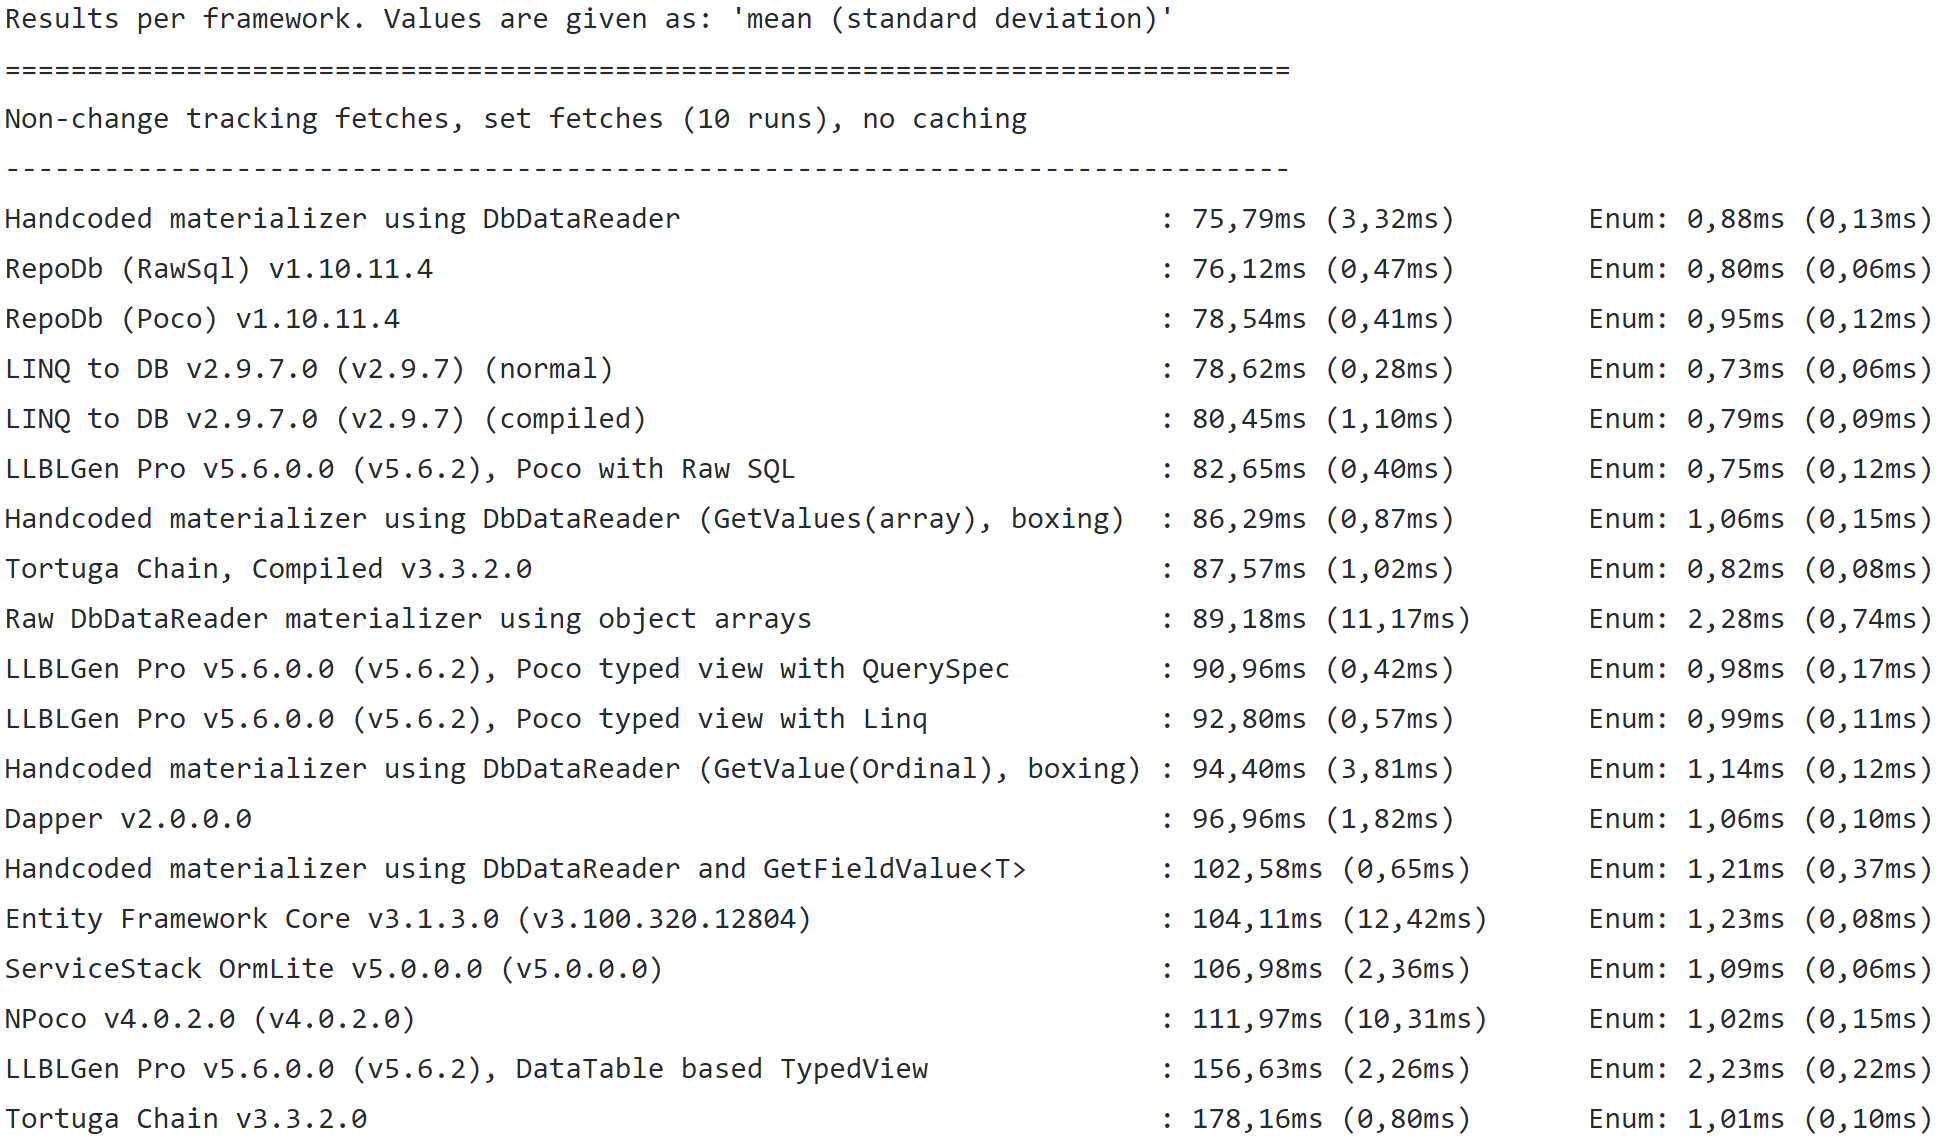 Results per framework. Values are given as: 'mean (standard deviation)'
==============================================================================
Non-change tracking fetches, set fetches (10 runs), no caching
------------------------------------------------------------------------------
Handcoded materializer using DbDataReader : 75,79ms (3,32ms) Enum: 0,88ms (0,13ms)
RepoDb (RawSql) v1.10.11.4 : 76,12ms (0,47ms) Enum: 0,80ms (0,06ms)
RepoDb (Poco) v1.10.11.4 : 78,54ms (0,41ms) Enum: 0,95ms (0,12ms)
LINQ to DB v2.9.7.0 (v2.9.7) (normal) : 78,62ms (0,28ms) Enum: 0,73ms (0,06ms)
LINQ to DB v2.9.7.0 (v2.9.7) (compiled) : 80,45ms (1,10ms) Enum: 0,79ms (0,09ms)
LLBLGen Pro v5.6.0.0 (v5.6.2), Poco with Raw SQL : 82,65ms (0,40ms) Enum: 0,75ms (0,12ms)
Handcoded materializer using DbDataReader (GetValues(array), boxing) : 86,29ms (0,87ms) Enum: 1,06ms (0,15ms)
Tortuga Chain, Compiled v3.3.2.0 : 87,57ms (1,02ms) Enum: 0,82ms (0,08ms)
Raw DbDataReader materializer using object arrays : 89,18ms (11,17ms) Enum: 2,28ms (0,74ms)
LLBLGen Pro v5.6.0.0 (v5.6.2), Poco typed view with QuerySpec : 90,96ms (0,42ms) Enum: 0,98ms (0,17ms)
LLBLGen Pro v5.6.0.0 (v5.6.2), Poco typed view with Linq : 92,80ms (0,57ms) Enum: 0,99ms (0,11ms)
Handcoded materializer using DbDataReader (GetValue(Ordinal), boxing) : 94,40ms (3,81ms) Enum: 1,14ms (0,12ms)
Dapper v2.0.0.0 : 96,96ms (1,82ms) Enum: 1,06ms (0,10ms)
Handcoded materializer using DbDataReader and GetFieldValue<T> : 102,58ms (0,65ms) Enum: 1,21ms (0,37ms)
Entity Framework Core v3.1.3.0 (v3.100.320.12804) : 104,11ms (12,42ms) Enum: 1,23ms (0,08ms)
ServiceStack OrmLite v5.0.0.0 (v5.0.0.0) : 106,98ms (2,36ms) Enum: 1,09ms (0,06ms)
NPoco v4.0.2.0 (v4.0.2.0) : 111,97ms (10,31ms) Enum: 1,02ms (0,15ms)
LLBLGen Pro v5.6.0.0 (v5.6.2), DataTable based TypedView : 156,63ms (2,26ms) Enum: 2,23ms (0,22ms)
Tortuga Chain v3.3.2.0 : 178,16ms (0,80ms) Enum: 1,01ms (0,10ms)